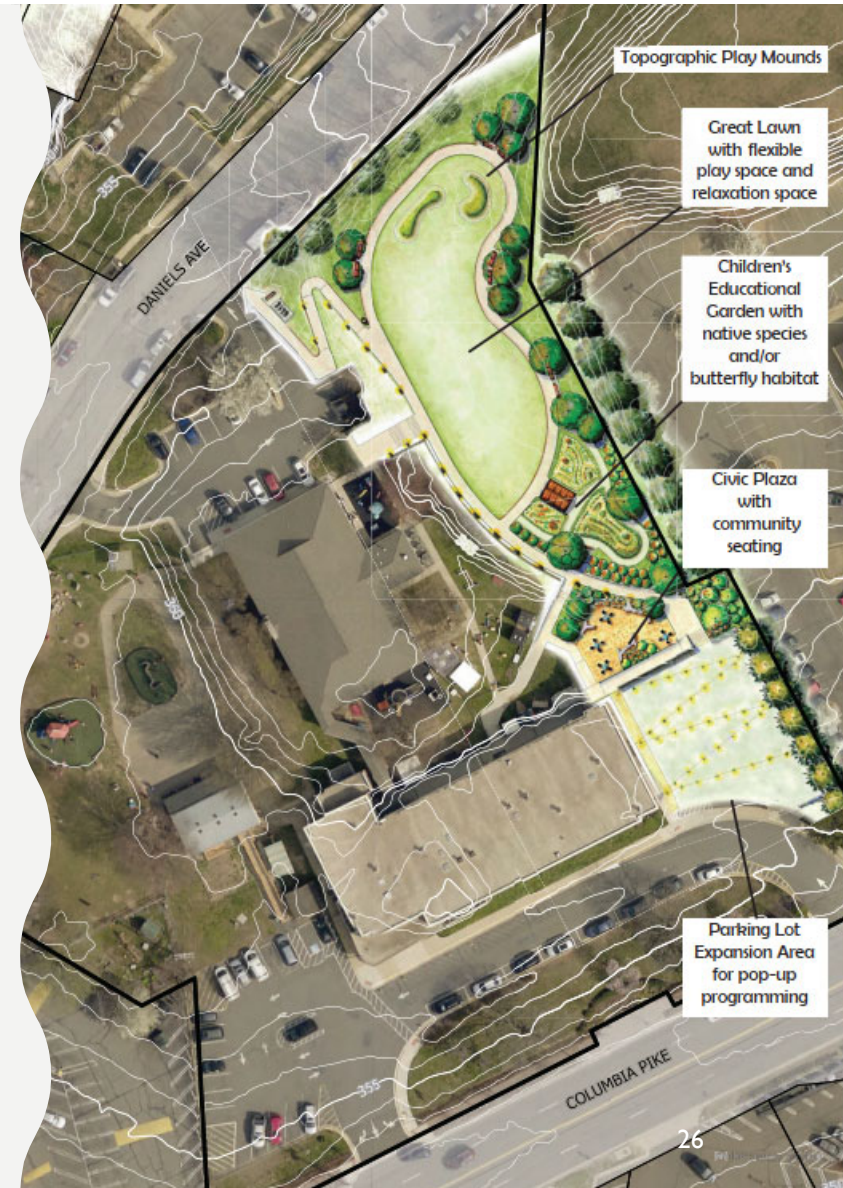 Topographic Play Mounds
Great Lawn
with flexible
play space and
relaxation space
355
DANIELS AVE
Children's
Educational
Garden with
native species
and/or
butterfly habitat
Civic Plaza
with
community
seating
360
Parking Lot
Expansion Area
for pop-up
programming
355
COLUMBIA PIKE
26